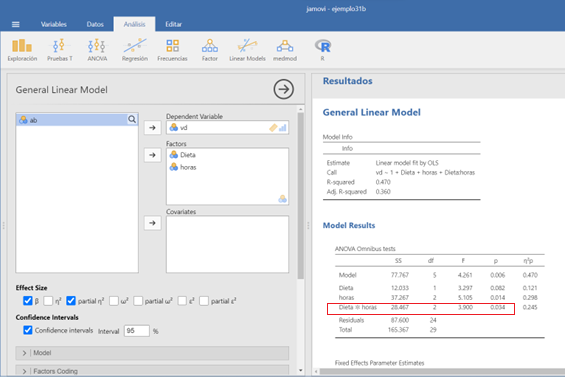 jamovi - ejemplo31b
Variables Datos Análisis Editar
Exploración Pruebas T ANOVA Regresión Frecuencias Factor Linear Models medmod R
General Linear Model
ab
Dependent Variable
vd
Factors
Dieta
horas
Covariates
Effect Size
β η² partial η² ω² partial ω² ε² partial ε²
Confidence Intervals
Confidence intervals Interval 95 %
Model
Factors Coding
Resultados
General Linear Model
Model Info
Info
Estimate Linear model fit by OLS
Call vd ~ 1 + Dieta + horas + Dieta:horas
R-squared 0.470
Adj. R-squared 0.360
Model Results
ANOVA Omnibus tests
SS df F p η²p
Model 77.767 5 4.261 0.006 0.470
Dieta 12.033 1 3.297 0.082 0.121
horas 37.267 2 5.105 0.014 0.298
Dieta ✻ horas 28.467 2 3.900 0.034 0.245
Residuals 87.600 24
Total 165.367 29
Fixed Effects Parameter Estimates